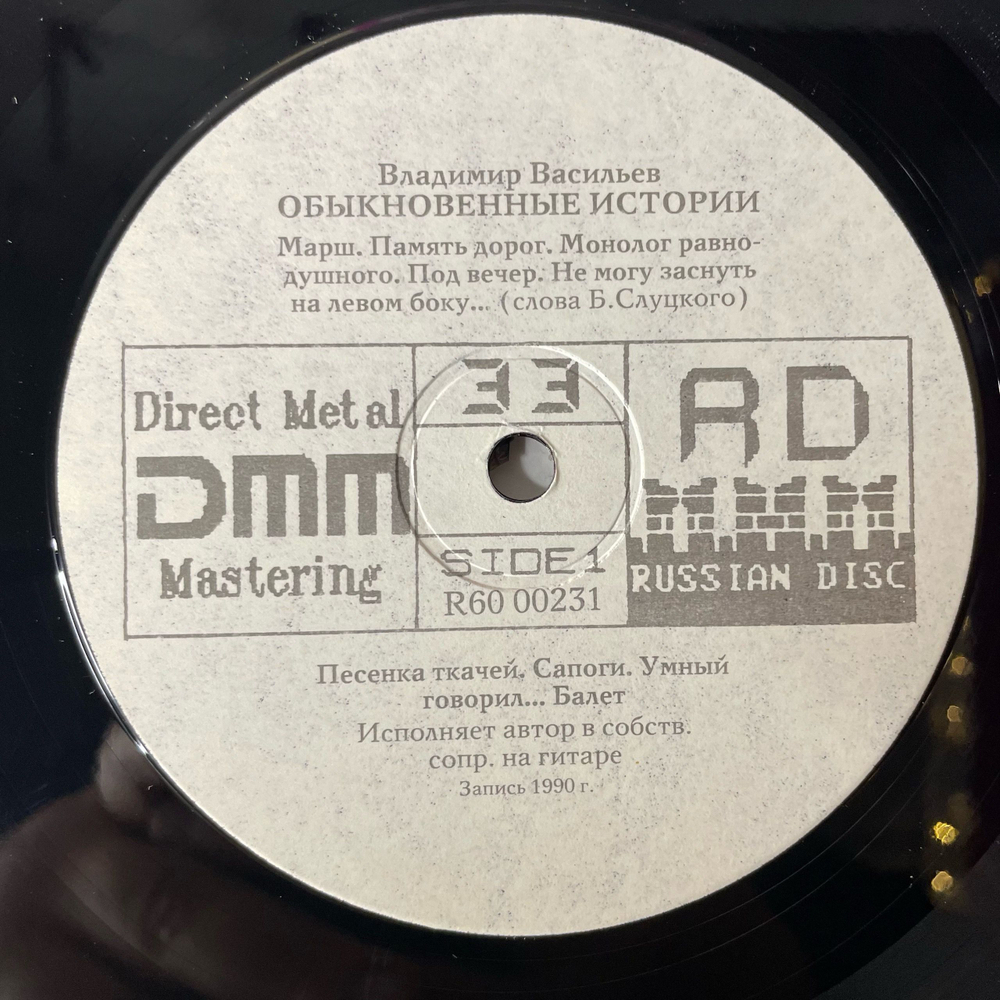 Владимир Васильев
ОБЫКНОВЕННЫЕ ИСТОРИИ
Марш. Память дорог. Монолог равно-
душного. Под вечер. Не могу заснуть
на левом боку... (слова Б.Слуцкого)
Direct Metal
DMM
Mastering
33
SIDE 1
R60 00231
RD
RUSSIAN DISC
Песенка ткачей. Сапоги. Умный
говорил... Балет
Исполняет автор в собств.
сопр. на гитаре
Запись 1990 г.